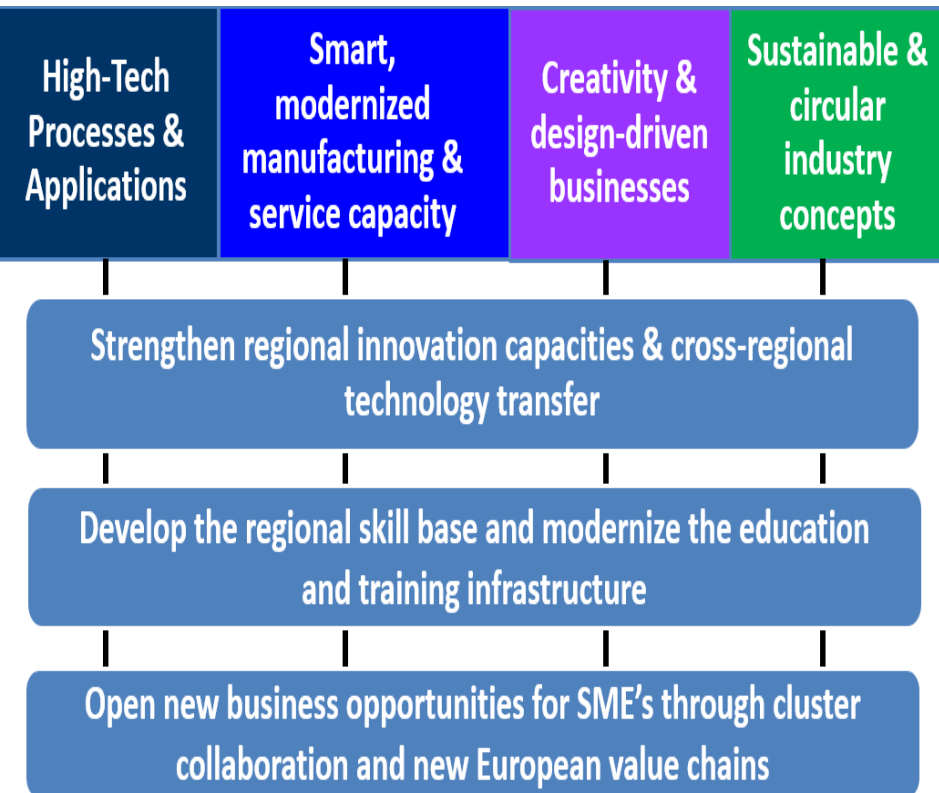 High-Tech
Processes &
Applications
Smart,
modernized
manufacturing &
service capacity
Creativity &
design-driven
businesses
Sustainable &
circular
industry
concepts
Strengthen regional innovation capacities & cross-regional
technology transfer
Develop the regional skill base and modernize the education
and training infrastructure
Open new business opportunities for SME’s through cluster
collaboration and new European value chains